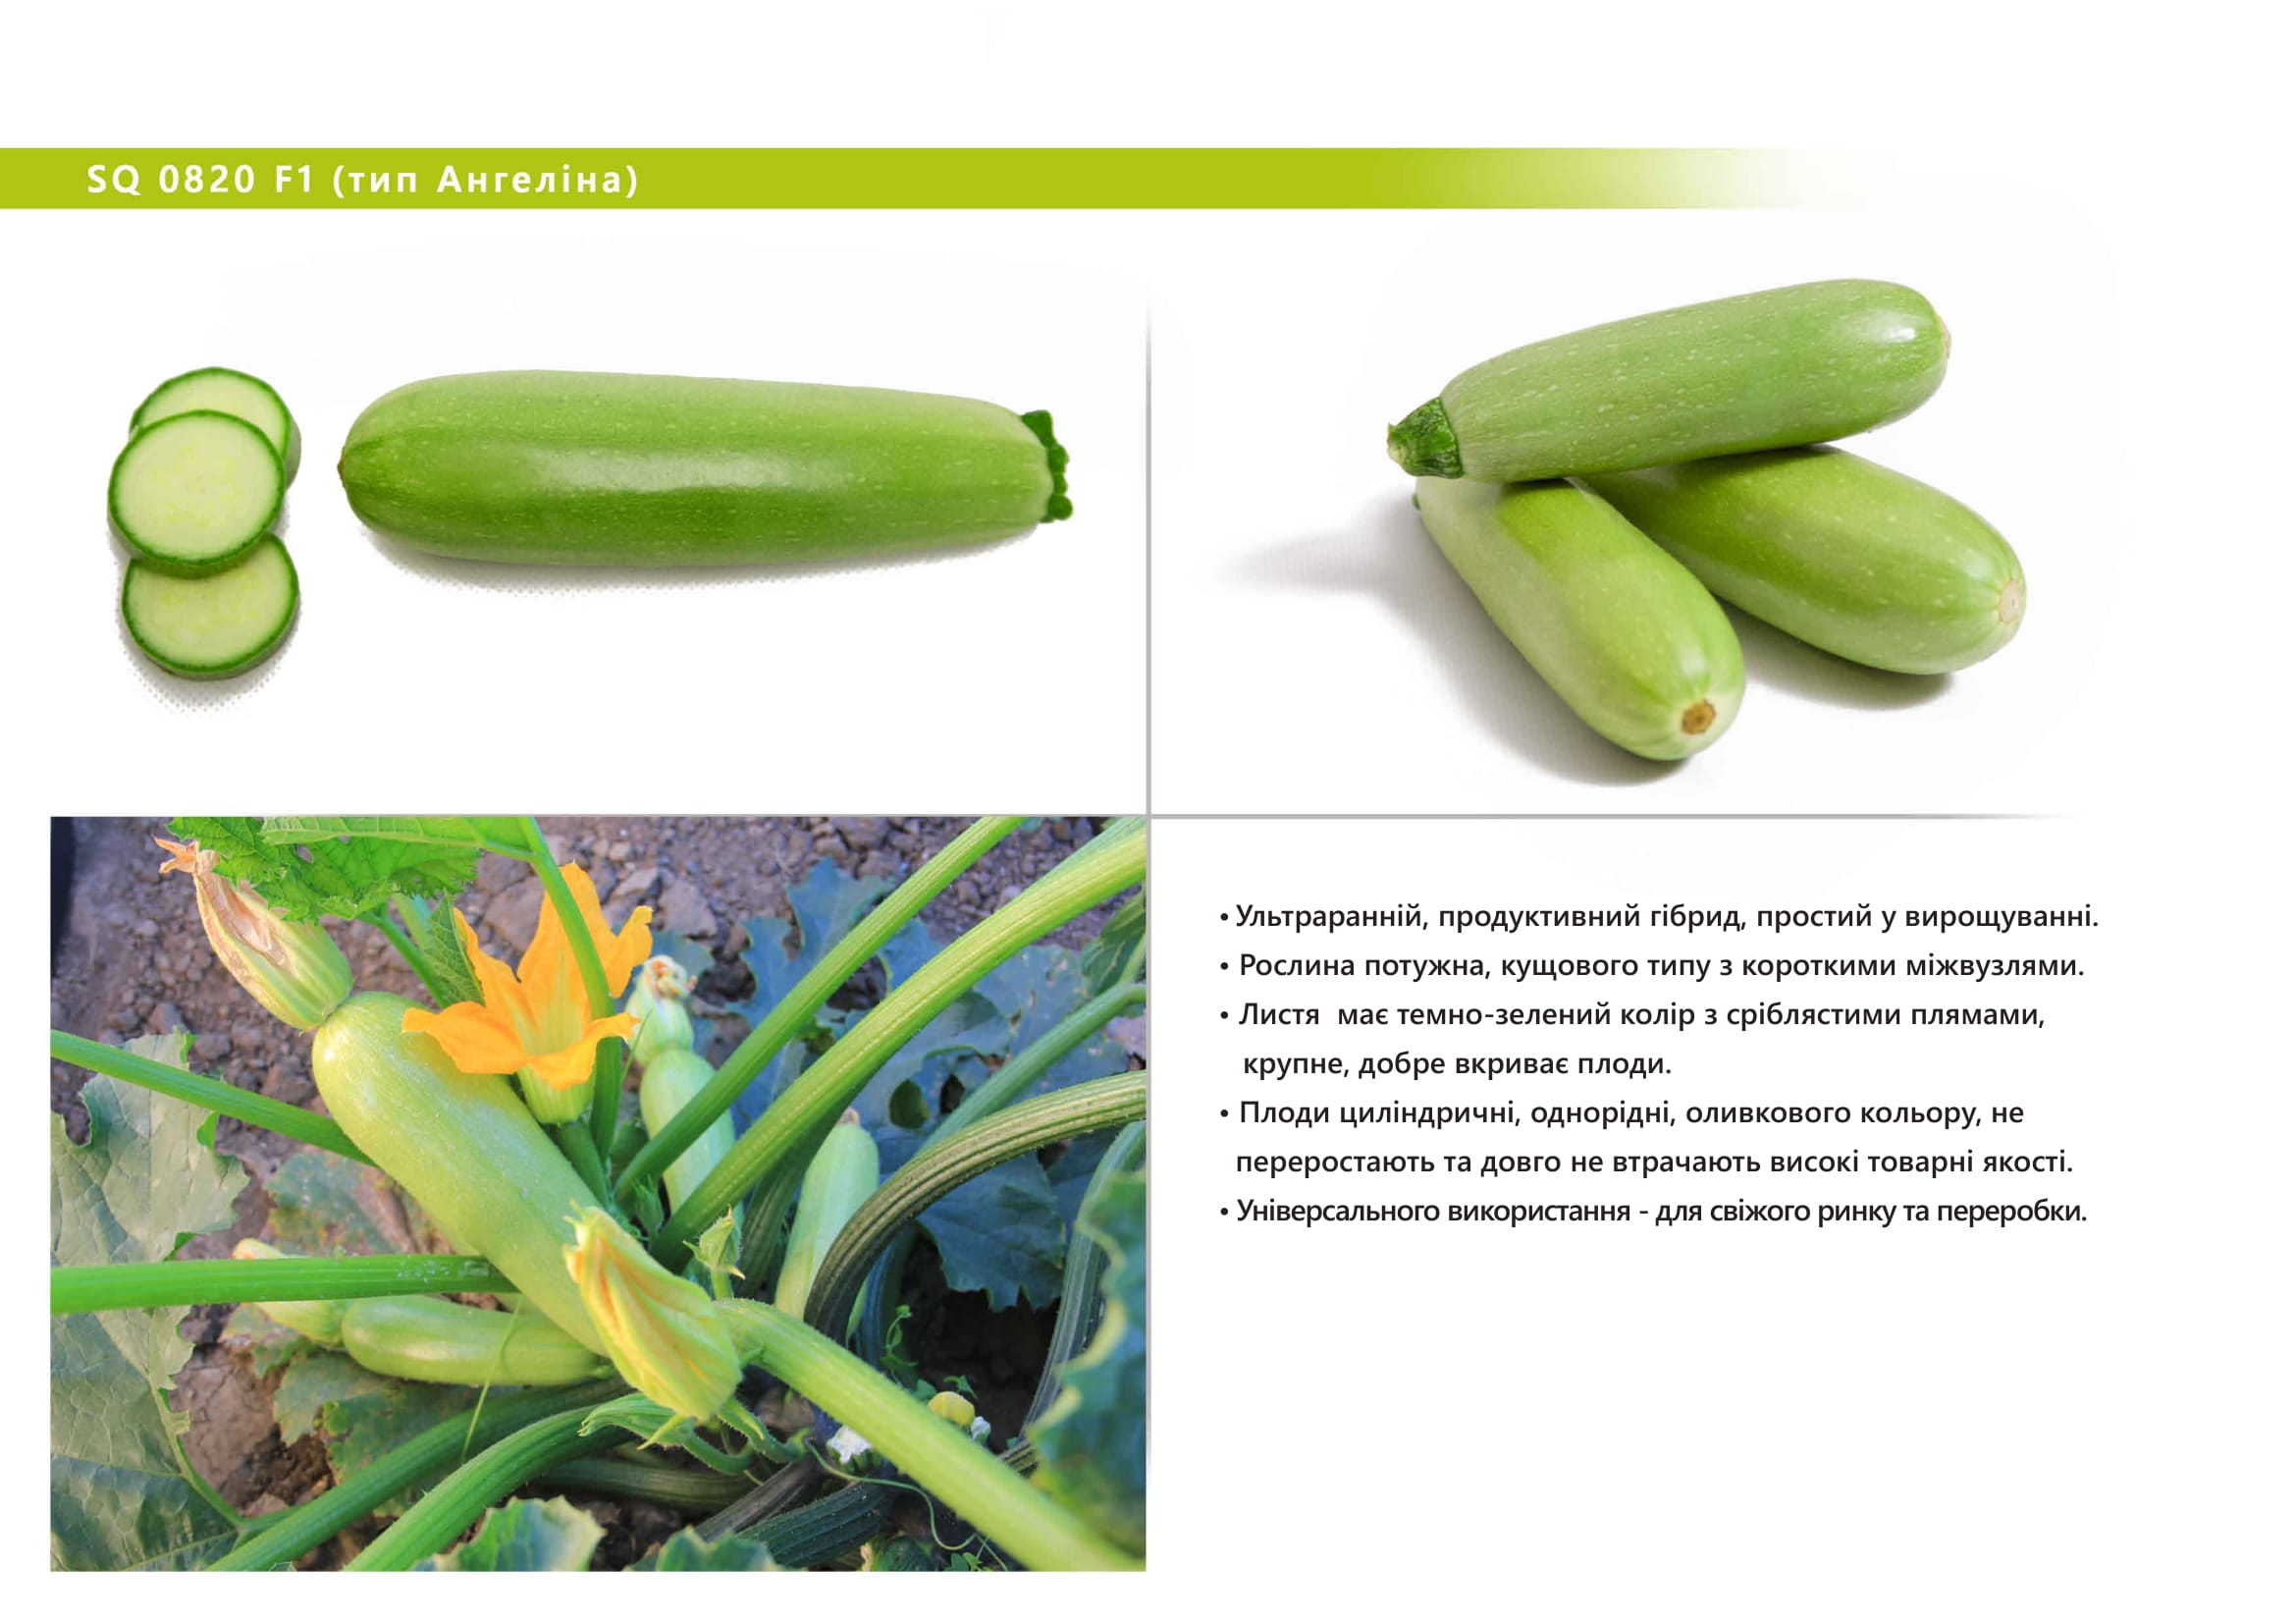 SQ 0820 F1 (тип Ангеліна)
• Ультраранній, продуктивний гібрид, простий у вирощуванні.
• Рослина потужна, кущового типу з короткими міжвузлями.
• Листя  має темно-зелений колір з сріблястими плямами,
крупне, добре вкриває плоди.
• Плоди циліндричні, однорідні, оливкового кольору, не
переростають та довго не втрачають високі товарні якості.
• Універсального використання - для свіжого ринку та переробки.